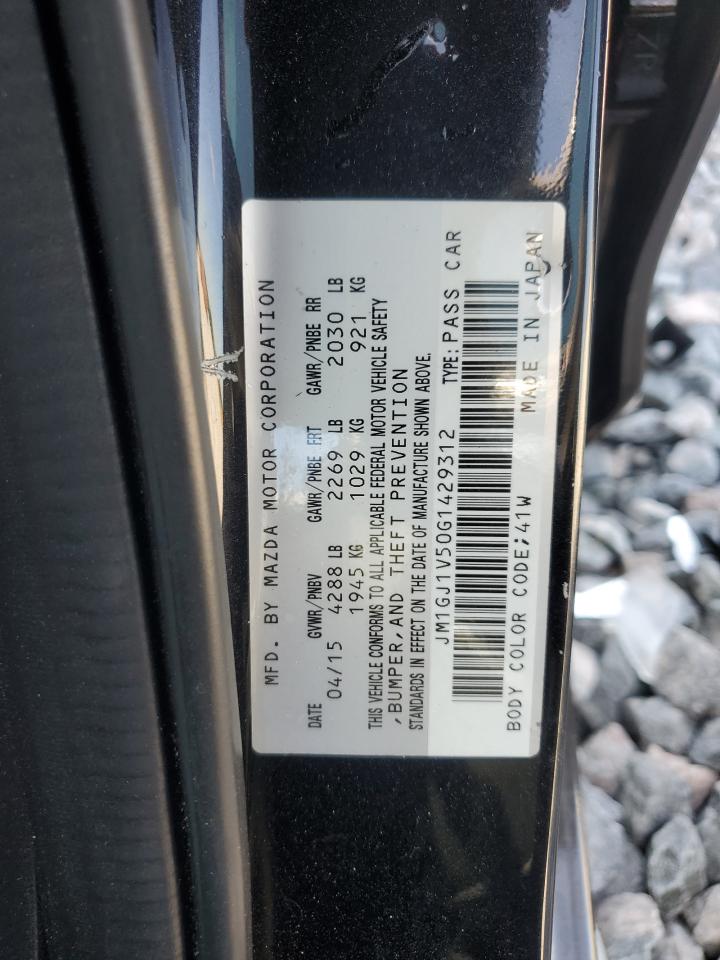 MFD. BY MAZDA MOTOR CORPORATION
DATE GVWR/PNBV GAWR/PNBE FRT GAWR/PNBE RR
04/15 4288 LB 2269 LB 2030 LB
1945 KG 1029 KG 921 KG
THIS VEHICLE CONFORMS TO ALL APPLICABLE FEDERAL MOTOR VEHICLE SAFETY
,BUMPER,AND THEFT PREVENTION
STANDARDS IN EFFECT ON THE DATE OF MANUFACTURE SHOWN ABOVE.
JM1GJ1V50G1429312 TYPE:PASS CAR
BODY COLOR CODE;41W MADE IN JAPAN